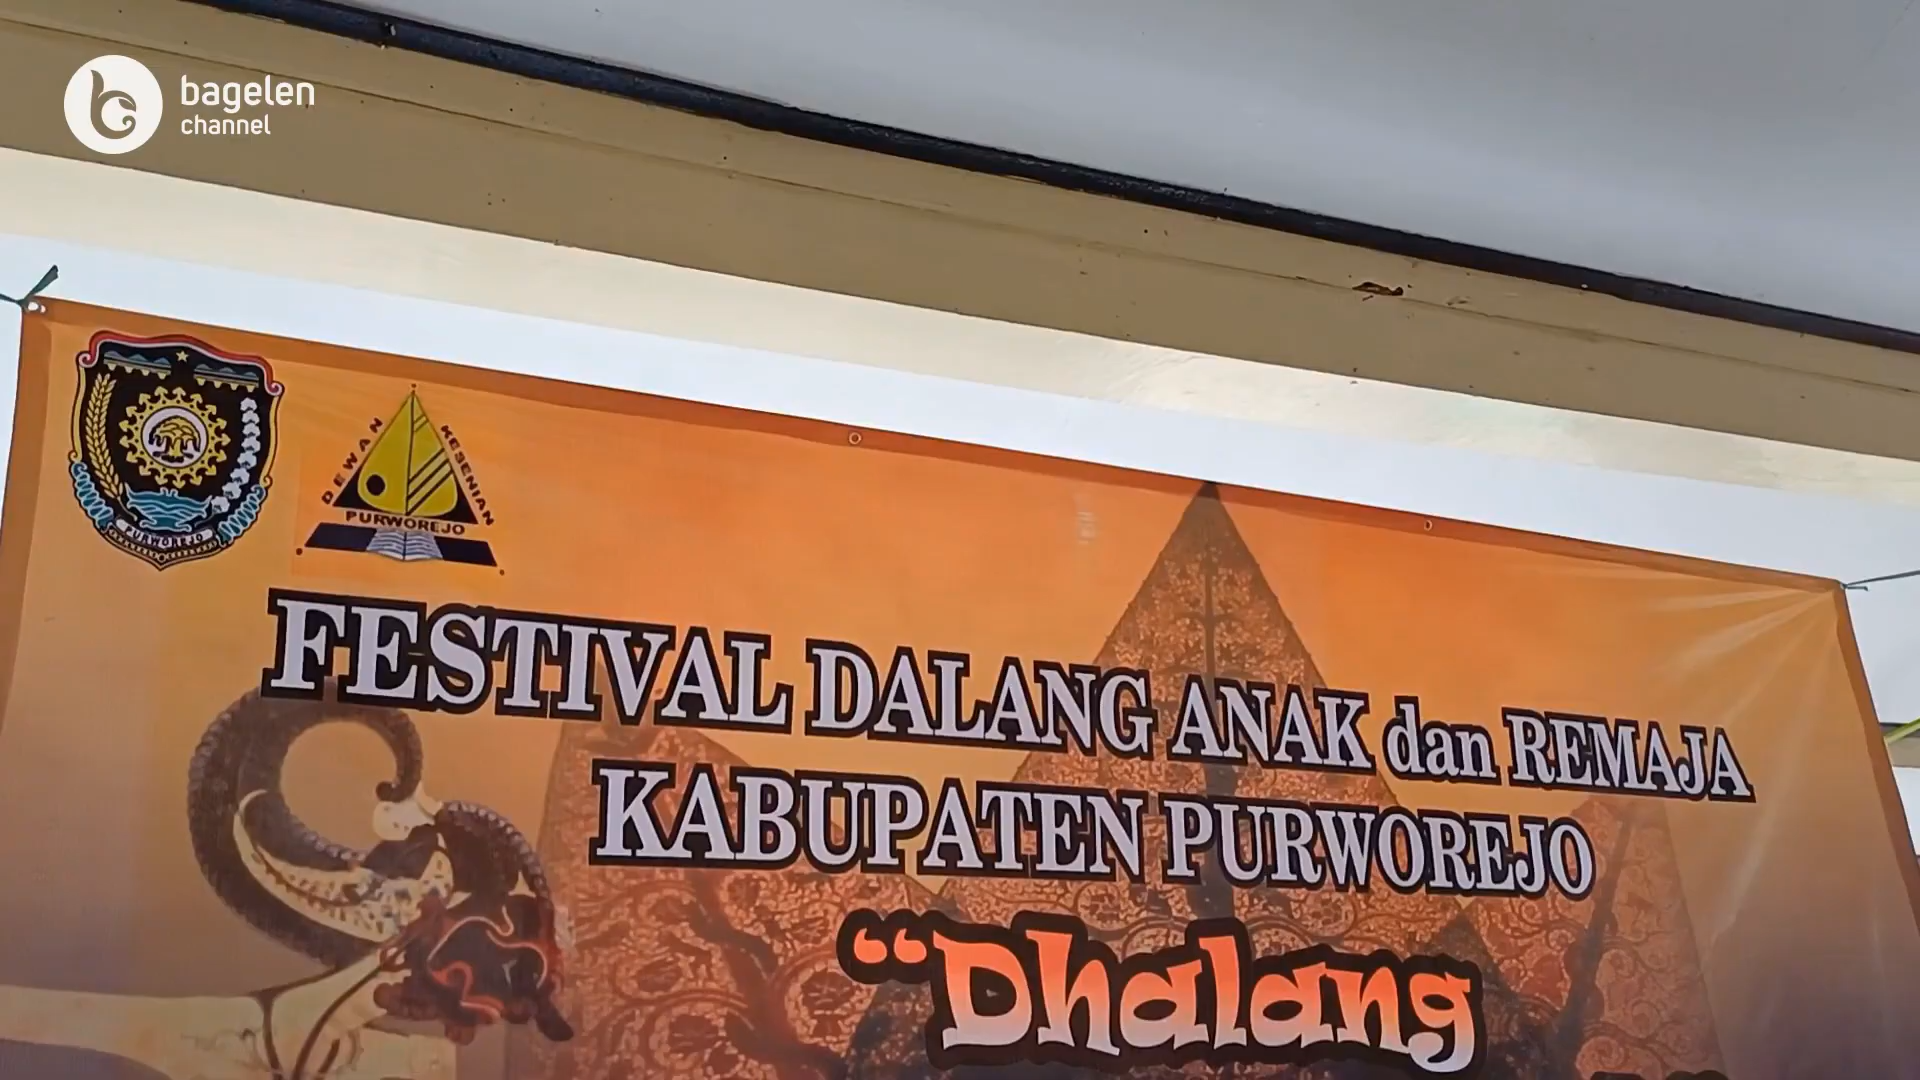 bagelen
channel
DEWAN KESENIAN
PURWOREJO
PURWOREJO
FESTIVAL DALANG ANAK dan REMAJA
KABUPATEN PURWOREJO
“Dhalang